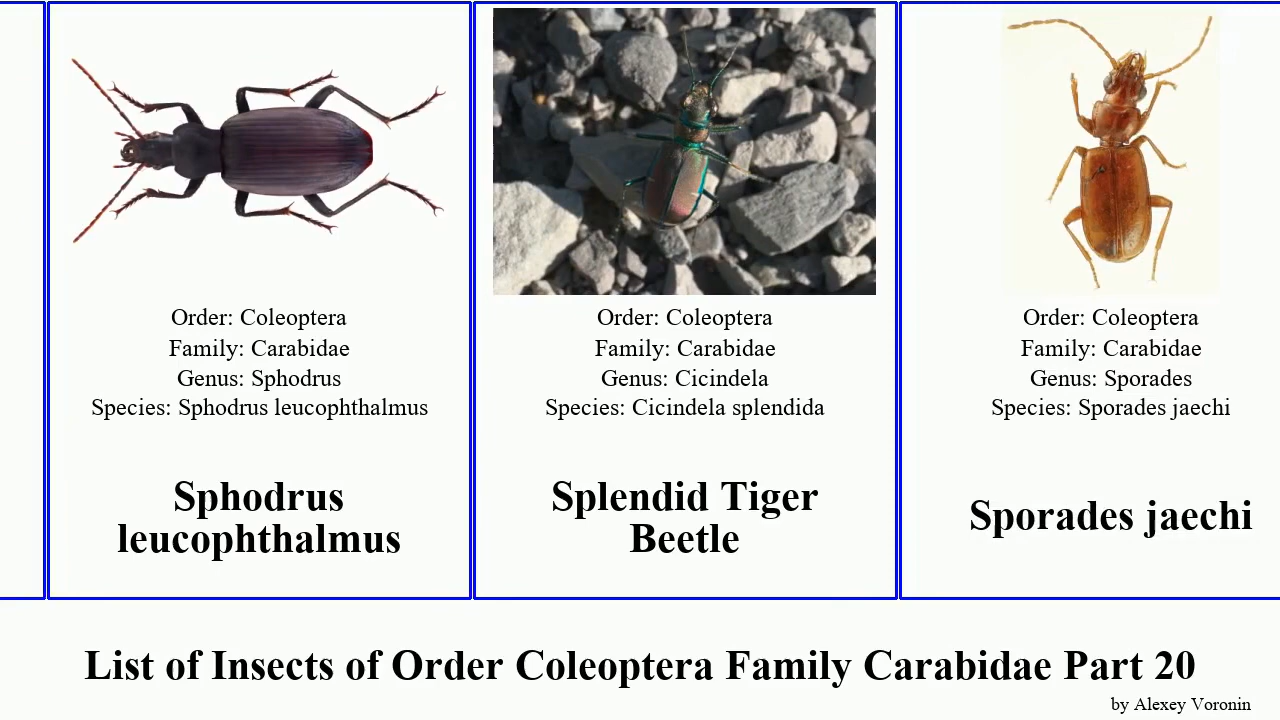 Order: Coleoptera
Family: Carabidae
Genus: Sphodrus
Species: Sphodrus leucophthalmus
Sphodrus
leucophthalmus
Order: Coleoptera
Family: Carabidae
Genus: Cicindela
Species: Cicindela splendida
Splendid Tiger
Beetle
Order: Coleoptera
Family: Carabidae
Genus: Sporades
Species: Sporades jaechi
Sporades jaechi
List of Insects of Order Coleoptera Family Carabidae Part 20
by Alexey Voronin